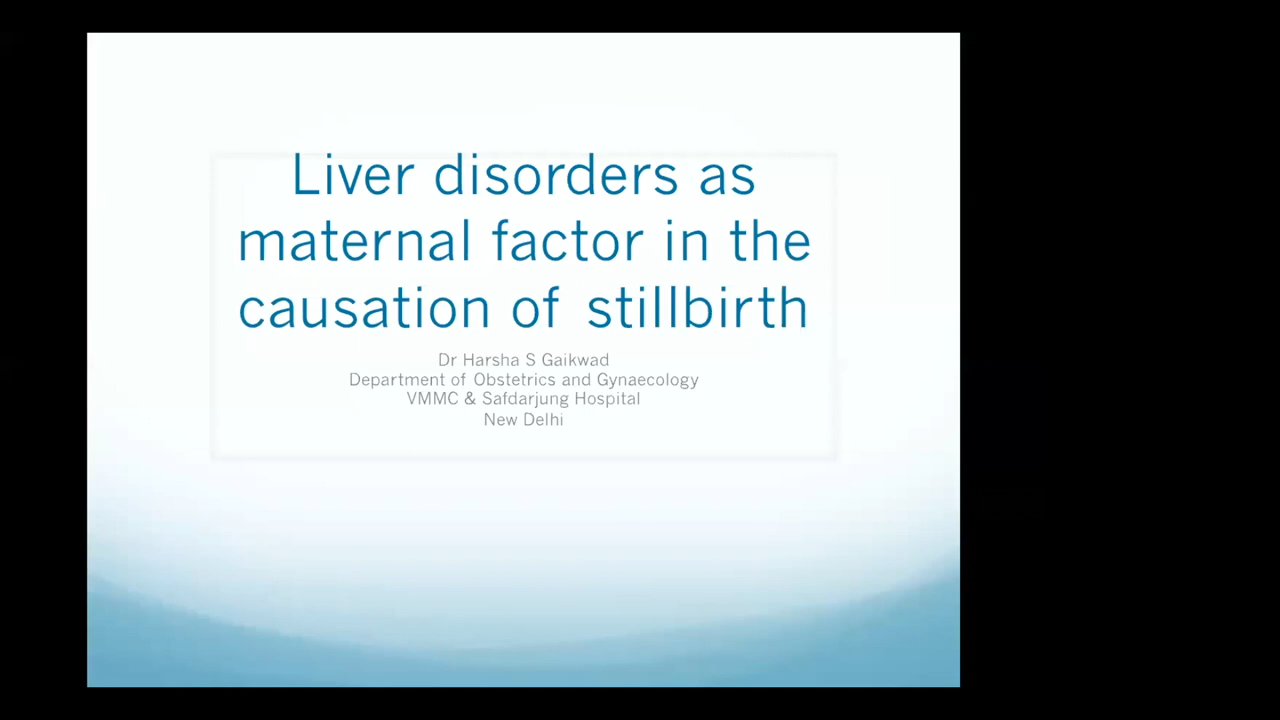 Liver disorders as
maternal factor in the
causation of stillbirth
Dr Harsha S Gaikwad
Department of Obstetrics and Gynaecology
VMMC & Safdarjung Hospital
New Delhi